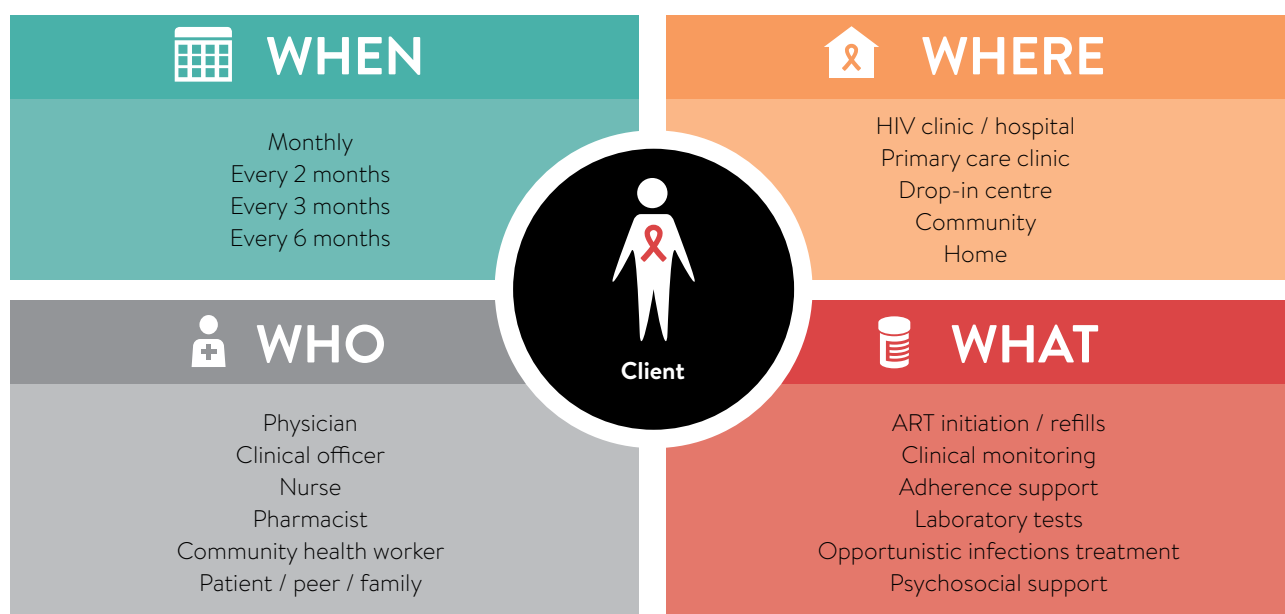 WHEN
Monthly
Every 2 months
Every 3 months
Every 6 months
WHERE
HIV clinic / hospital
Primary care clinic
Drop-in centre
Community
Home
Client
WHO
Physician
Clinical officer
Nurse
Pharmacist
Community health worker
Patient / peer / family
WHAT
ART initiation / refills
Clinical monitoring
Adherence support
Laboratory tests
Opportunistic infections treatment
Psychosocial support